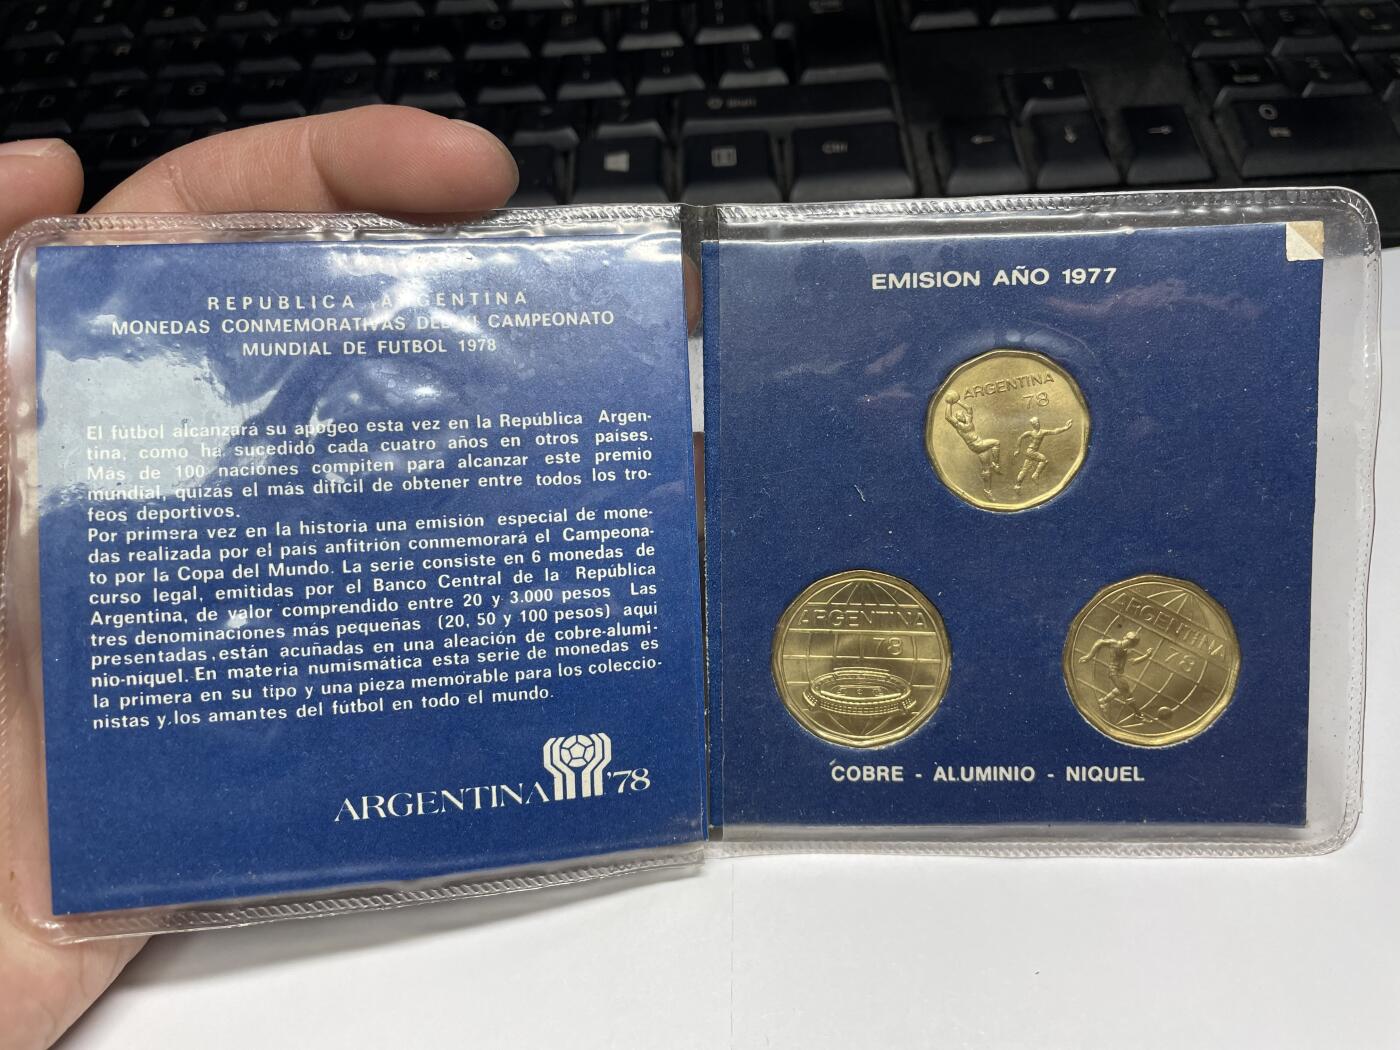 REPUBLICA ARGENTINA
MONEDAS CONMEMORATIVAS DEL XI CAMPEONATO
MUNDIAL DE FUTBOL 1978
El fútbol alcanzará su apogeo esta vez en la República Argen-
tina, como ha sucedido cada cuatro años en otros países.
Más de 100 naciones compiten para alcanzar este premio
mundial, quizás el más difícil de obtener entre todos los tro-
feos deportivos.
Por primera vez en la historia una emisión especial de mone-
das realizada por el país anfitrión conmemorará el Campeona-
to por la Copa del Mundo. La serie consiste en 6 monedas de
curso legal, emitidas por el Banco Central de la República
Argentina, de valor comprendido entre 20 y 3.000 pesos Las
tres denominaciones más pequeñas (20, 50 y 100 pesos) aquí
presentadas, están acuñadas en una aleación de cobre-alumi-
nio-niquel. En materia numismática esta serie de monedas es
la primera en su tipo y una pieza memorable para los coleccio-
nistas y los amantes del fútbol en todo el mundo.
ARGENTINA '78
EMISION AÑO 1977
ARGENTINA
78
ARGENTINA
78
ARGENTINA
78
COBRE - ALUMINIO - NIQUEL
Ctrl